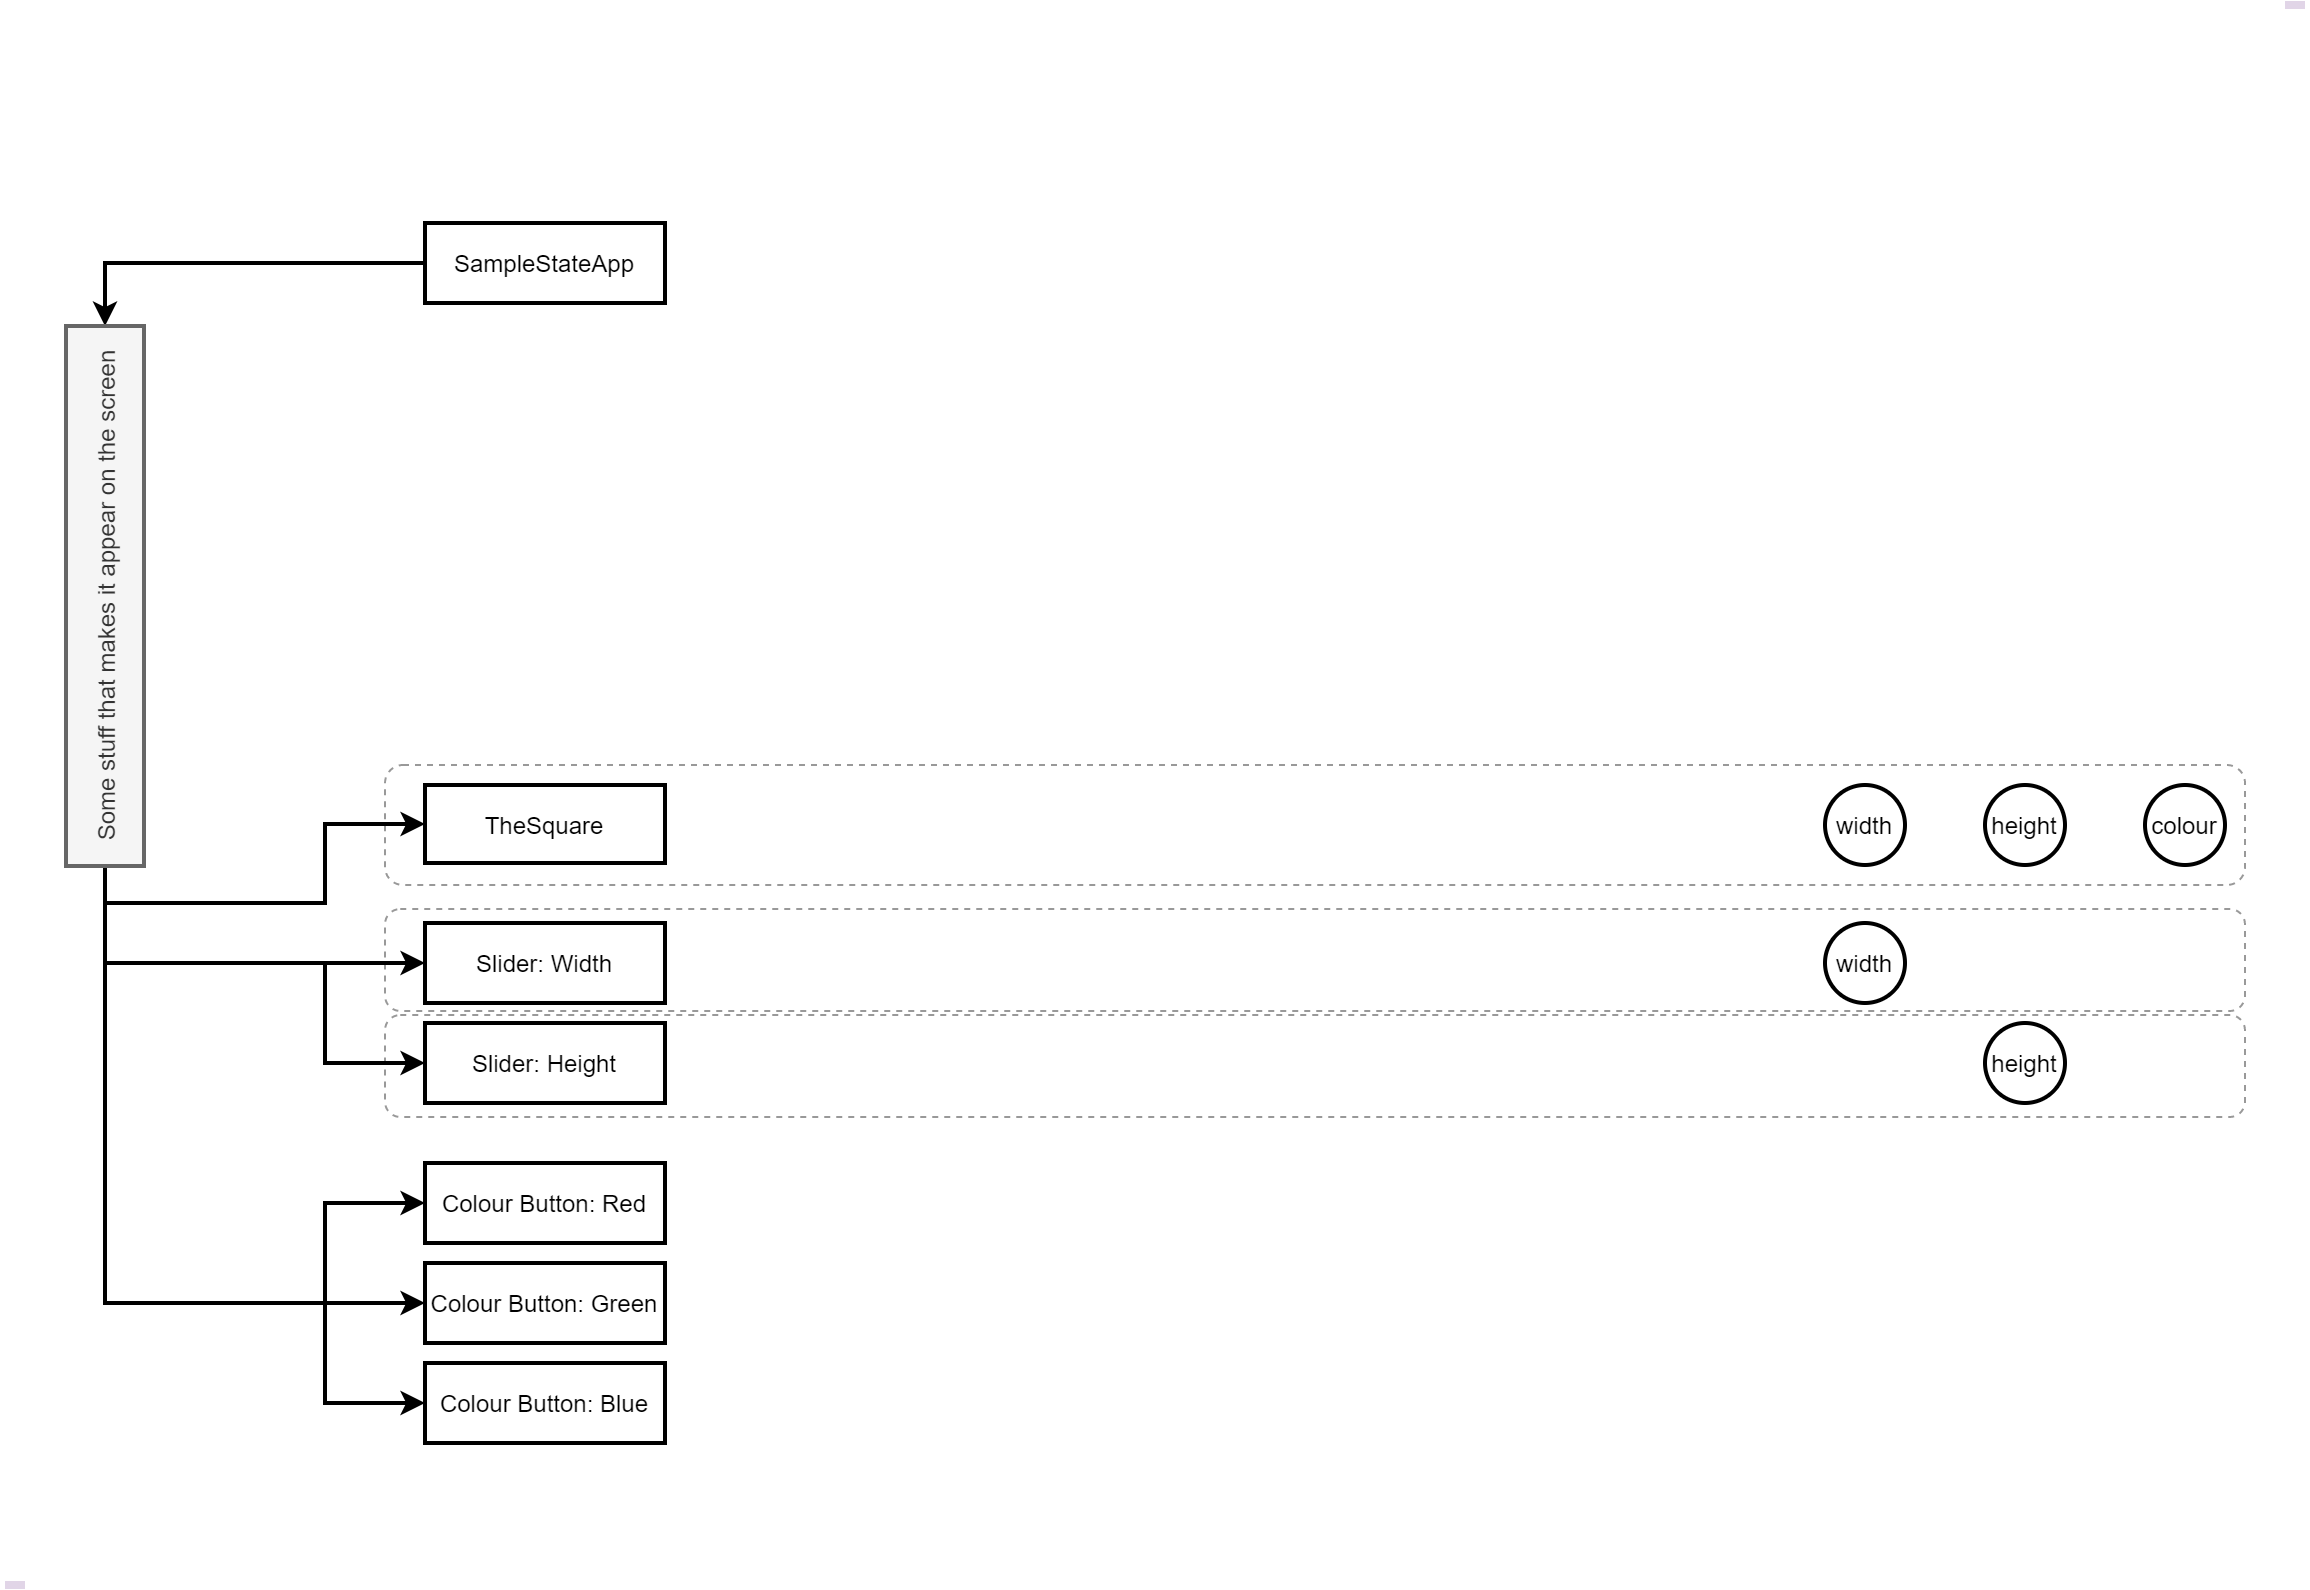 SampleStateApp
Some stuff that makes it appear on the screen
TheSquare
width
height
colour
Slider: Width
width
Slider: Height
height
Colour Button: Red
Colour Button: Green
Colour Button: Blue